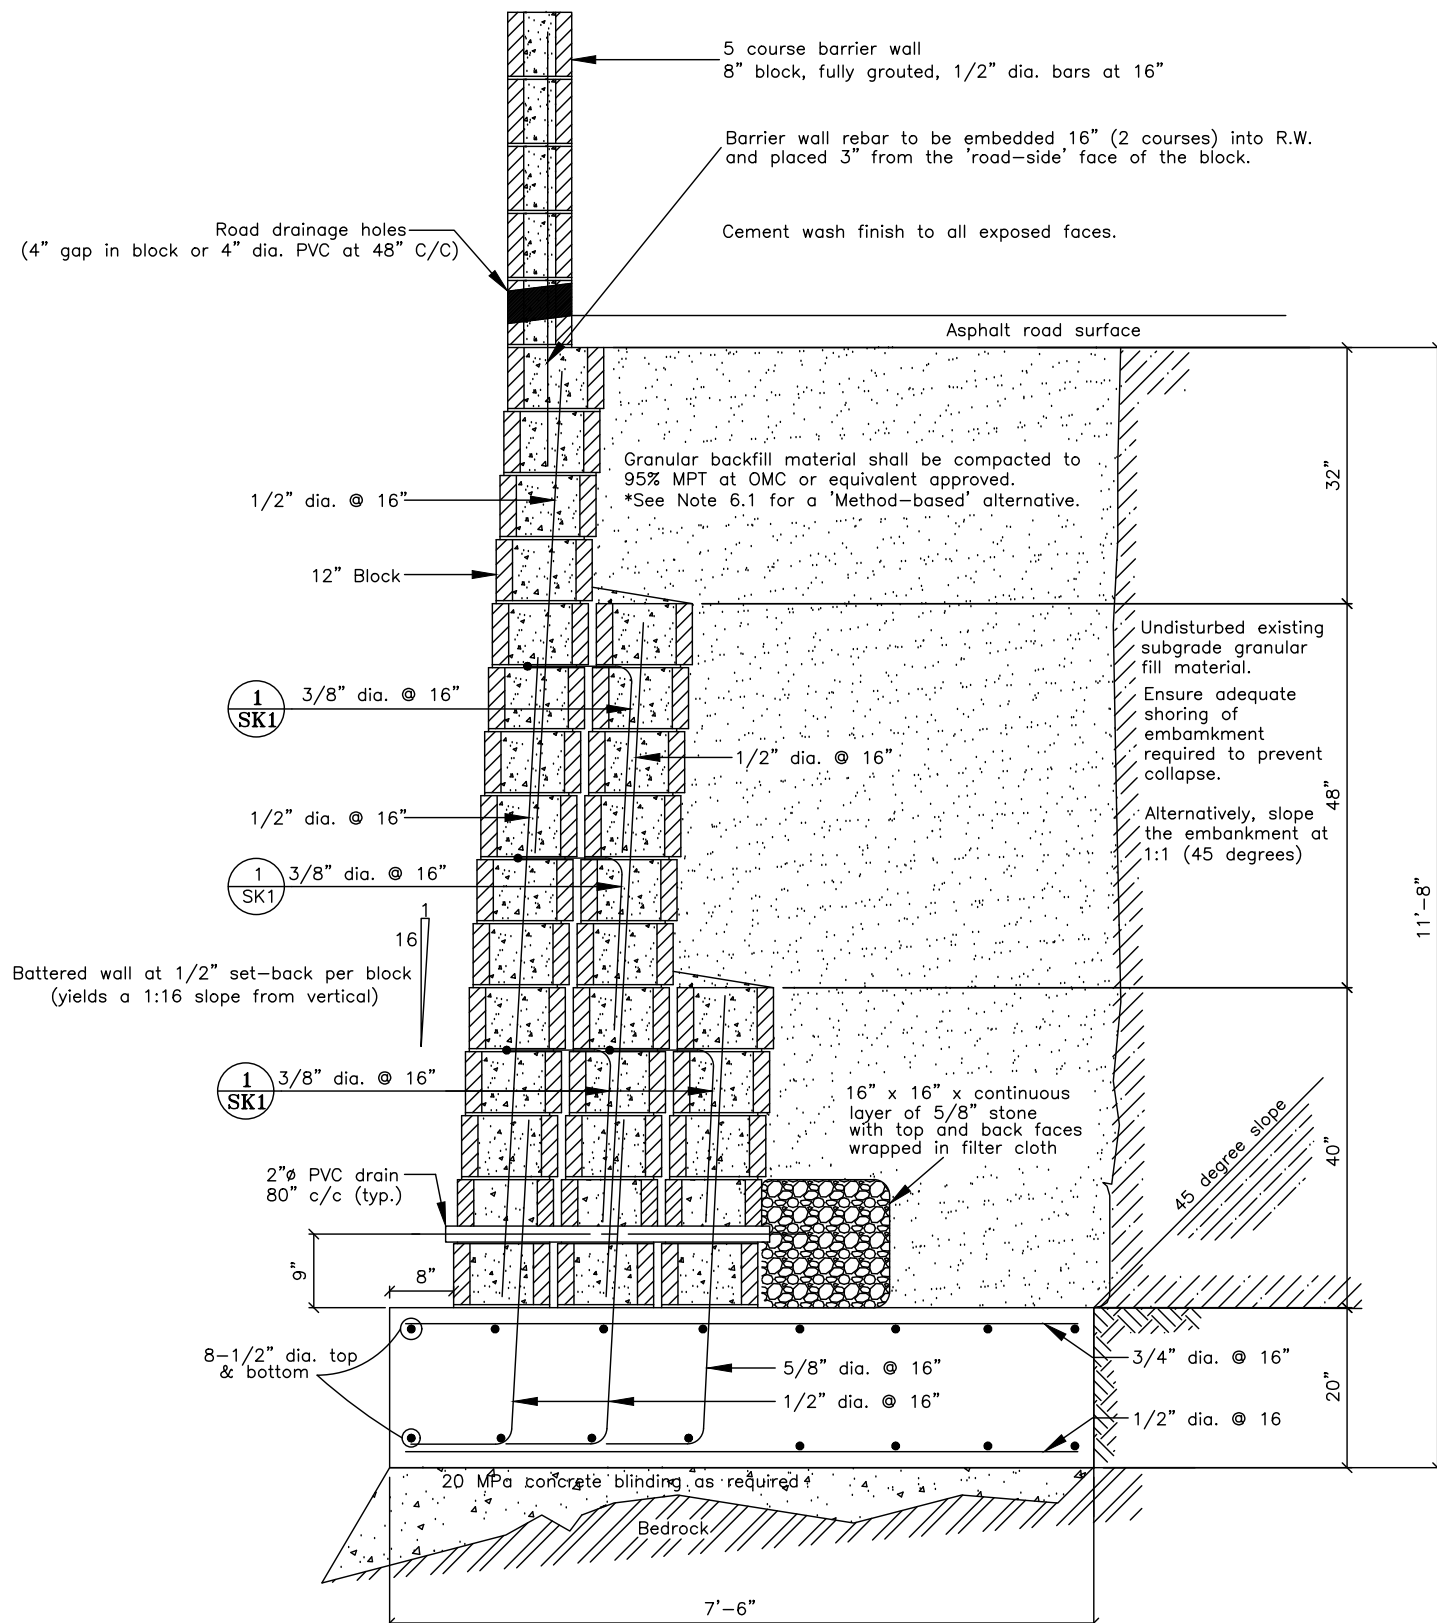 5 course barrier wall
8” block, fully grouted, 1/2” dia. bars at 16”
Barrier wall rebar to be embedded 16” (2 courses) into R.W.
and placed 3” from the 'road-side' face of the block.
Road drainage holes
(4” gap in block or 4” dia. PVC at 48” C/C)
Cement wash finish to all exposed faces.
Asphalt road surface
Granular backfill material shall be compacted to
95% MPT at OMC or equivalent approved.
*See Note 6.1 for a 'Method-based' alternative.
32”
1/2” dia. @ 16”
12” Block
Undisturbed existing
subgrade granular
fill material.
Ensure adequate
shoring of
embamkment
required to prevent
collapse.
Alternatively, slope
the embankment at
1:1 (45 degrees)
1
SK1
3/8” dia. @ 16”
1/2” dia. @ 16”
48”
1/2” dia. @ 16”
1
SK1
3/8” dia. @ 16”
11'-8”
1
16
Battered wall at 1/2” set-back per block
(yields a 1:16 slope from vertical)
1
SK1
3/8” dia. @ 16”
16” x 16” x continuous
layer of 5/8” stone
with top and back faces
wrapped in filter cloth
45 degree slope
40”
2”ø PVC drain
80” c/c (typ.)
9”
8”
8-1/2” dia. top
& bottom
5/8” dia. @ 16”
1/2” dia. @ 16”
3/4” dia. @ 16”
1/2” dia. @ 16
20”
20 MPa concrete blinding as required
Bedrock
7'-6”